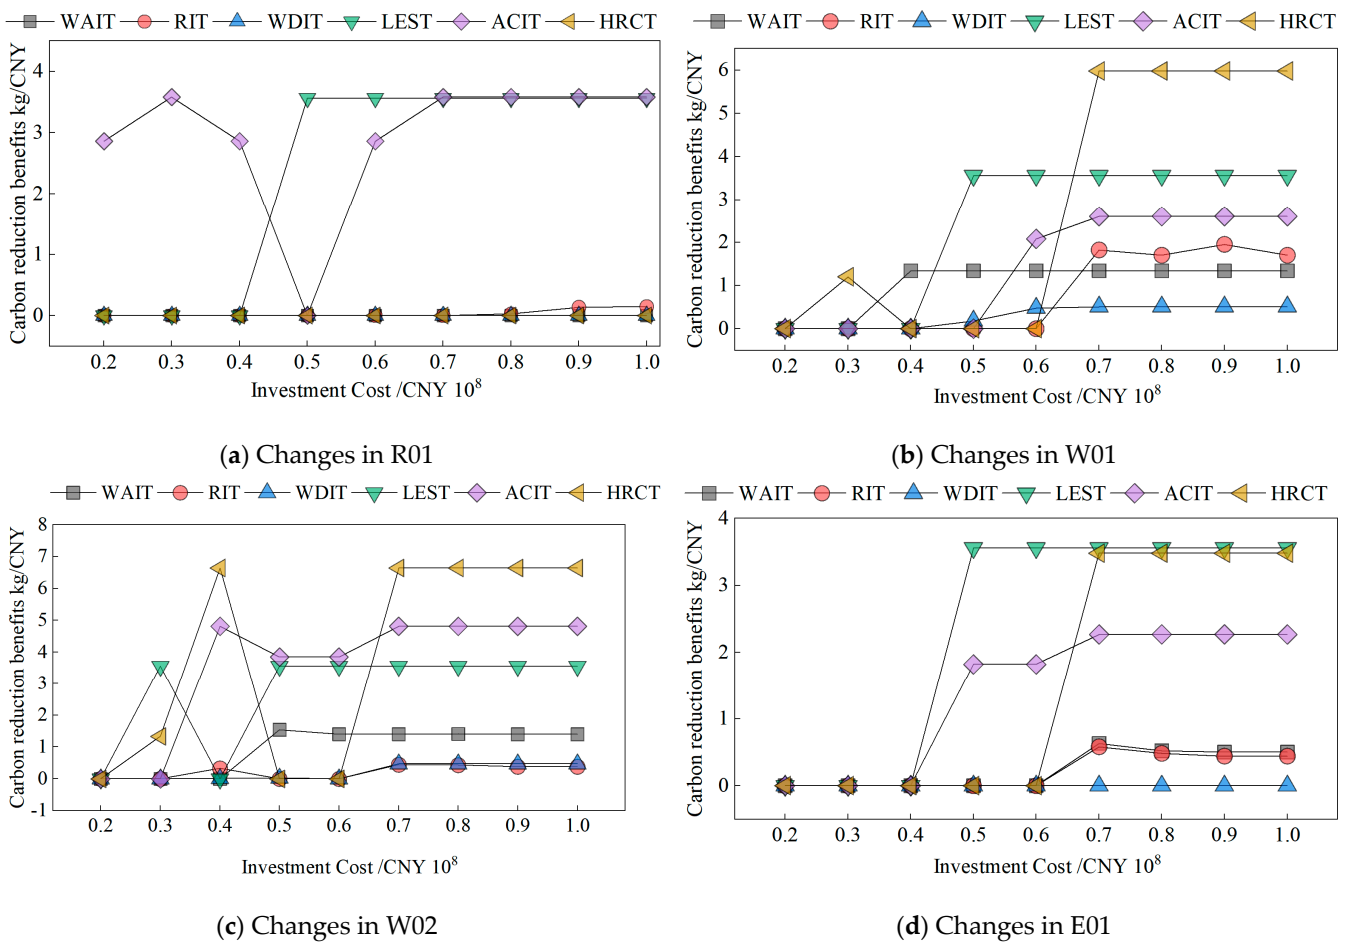 WAIT RIT WDIT LEST ACIT HRCT
Carbon reduction benefits kg/CNY
4
3
2
1
0
0.2 0.3 0.4 0.5 0.6 0.7 0.8 0.9 1.0
Investment Cost /CNY 10⁸
(a) Changes in R01
WAIT RIT WDIT LEST ACIT HRCT
Carbon reduction benefits kg/CNY
6
5
4
3
2
1
0
0.2 0.3 0.4 0.5 0.6 0.7 0.8 0.9 1.0
Investment Cost /CNY 10⁸
(b) Changes in W01
WAIT RIT WDIT LEST ACIT HRCT
Carbon reduction benefits kg/CNY
8
7
6
5
4
3
2
1
0
-1
0.2 0.3 0.4 0.5 0.6 0.7 0.8 0.9 1.0
Investment Cost /CNY 10⁸
(c) Changes in W02
WAIT RIT WDIT LEST ACIT HRCT
Carbon reduction benefits kg/CNY
4
3
2
1
0
0.2 0.3 0.4 0.5 0.6 0.7 0.8 0.9 1.0
Investment Cost /CNY 10⁸
(d) Changes in E01